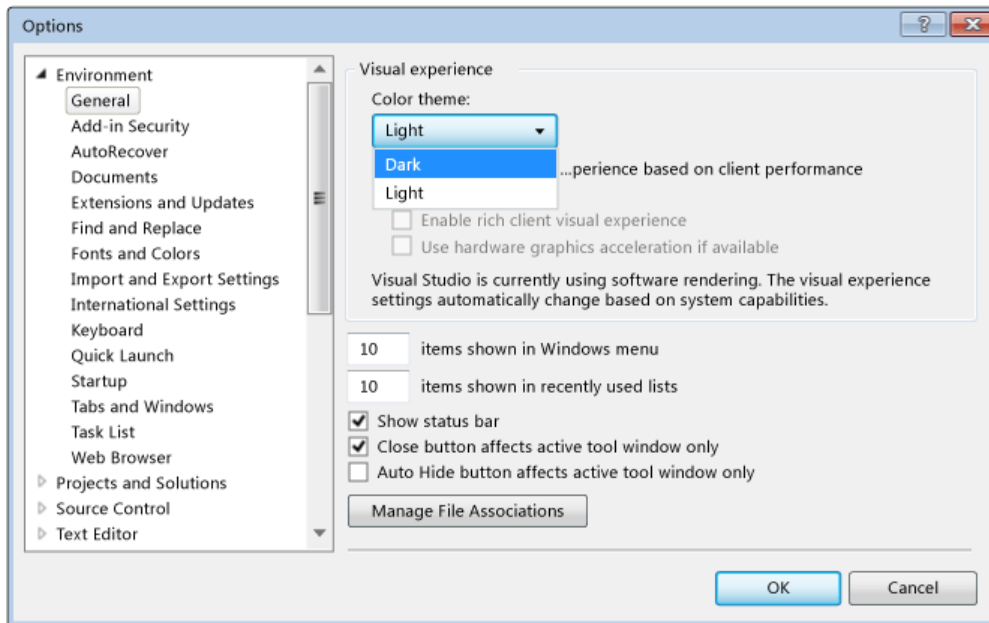 Options
Environment
General
Add-in Security
AutoRecover
Documents
Extensions and Updates
Find and Replace
Fonts and Colors
Import and Export Settings
International Settings
Keyboard
Quick Launch
Startup
Tabs and Windows
Task List
Web Browser
Projects and Solutions
Source Control
Text Editor
Visual experience
Color theme:
Light
Dark
...perience based on client performance
Light
Enable rich client visual experience
Use hardware graphics acceleration if available
Visual Studio is currently using software rendering. The visual experience
settings automatically change based on system capabilities.
10 items shown in Windows menu
10 items shown in recently used lists
Show status bar
Close button affects active tool window only
Auto Hide button affects active tool window only
Manage File Associations
OK Cancel